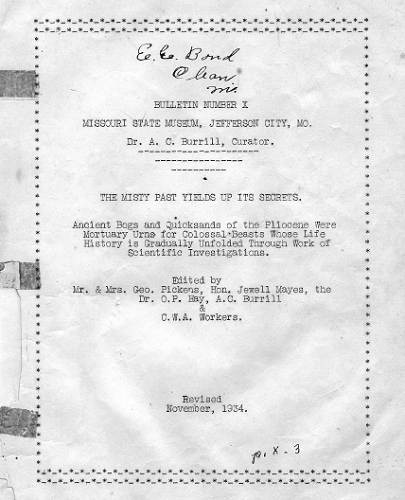 E. E. Bond
Clean
BULLETIN NUMBER X
MISSOURI STATE MUSEUM, JEFFERSON CITY, MO.
Dr. A. C. Burrill, Curator.
THE MISTY PAST YIELDS UP ITS SECRETS.
Ancient Bogs and Quicksands of the Pliocene Were
Mortuary Urns for Colossal Beasts Whose Life
History is Gradually Unfolded Through Work of
Scientific Investigations.
Edited by
Mr. & Mrs. Geo. Pickens, Hon. Jewell Mayes, the
Dr. O.P. Hay, A.C. Burrill
&
C.W.A. Workers.
Revised
November, 1934.
p. X. 3